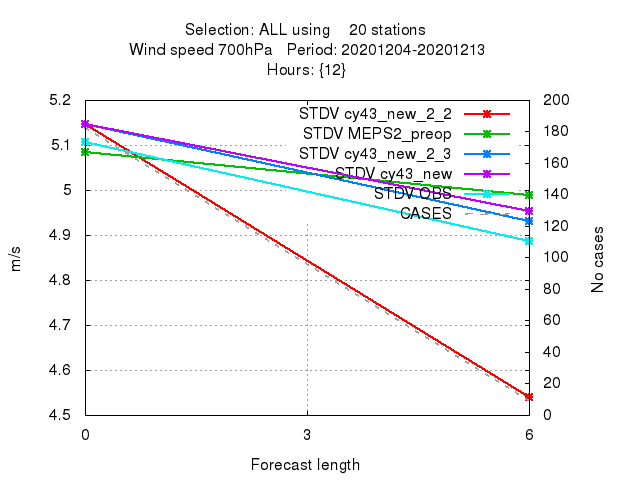 Selection: ALL using 20 stations
Wind speed 700hPa Period: 20201204-20201213
Hours: {12}
5.2
5.1
5
4.9
4.8
4.7
4.6
4.5
m/s
STDV cy43_new_2_2
STDV MEPS2_preop
STDV cy43_new_2_3
STDV cy43_new
STDV OBS
CASES
200
180
160
140
120
100
80
60
40
20
0
No cases
0 3 6
Forecast length